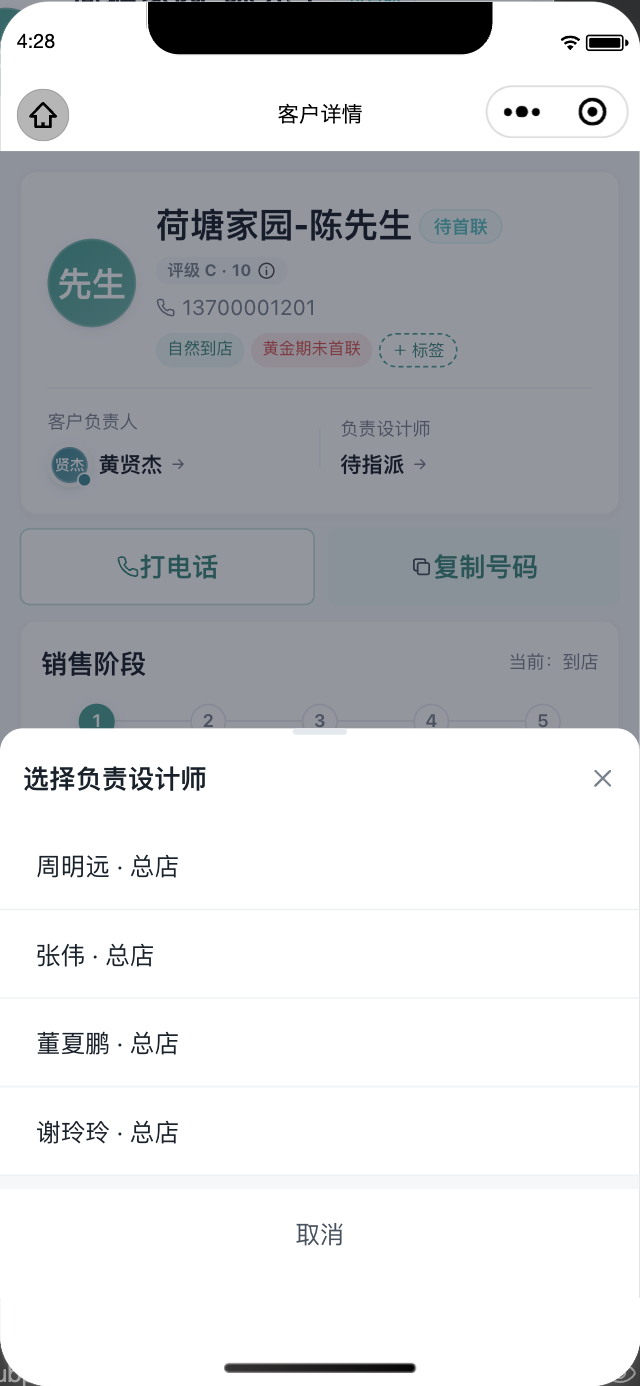 4:28
客户详情
荷塘家园-陈先生 待首联
先生
评级 C · 10
13700001201
自然到店 黄金期未首联 + 标签
客户负责人
负责设计师
贤杰 黄贤杰 →
待指派 →
打电话
复制号码
销售阶段
当前：到店
1 2 3 4 5
选择负责设计师
周明远 · 总店
张伟 · 总店
董夏鹏 · 总店
谢玲玲 · 总店
取消